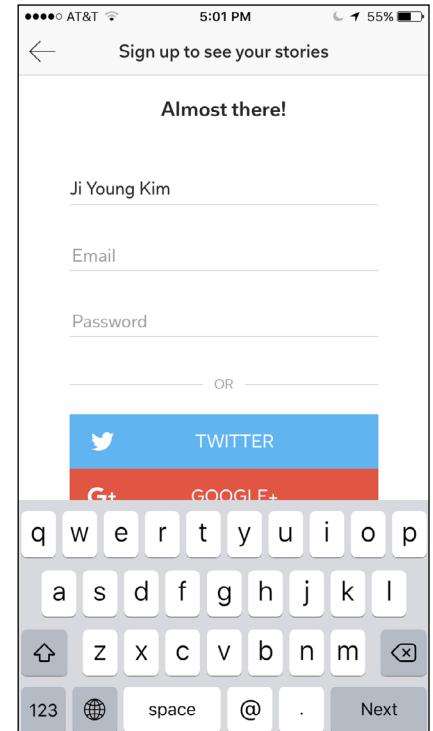 AT&T 5:01 PM 55%
Sign up to see your stories
Almost there!
Ji Young Kim
Email
Password
OR
TWITTER
G+ GOOGLE+
q w e r t y u i o p
a s d f g h j k l
z x c v b n m
123 space @ . Next